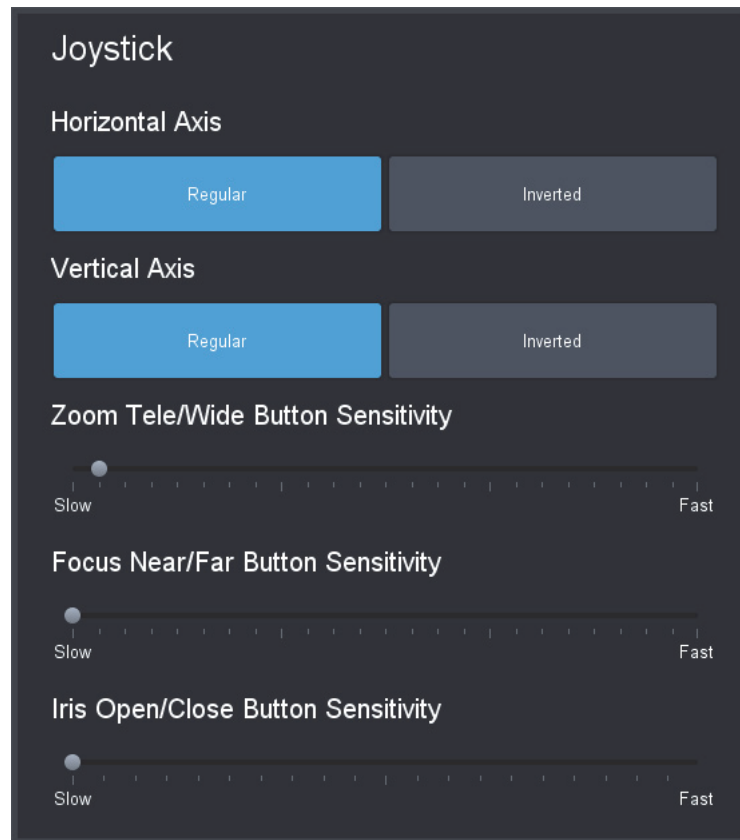 Joystick
Horizontal Axis
Regular Inverted
Vertical Axis
Regular Inverted
Zoom Tele/Wide Button Sensitivity
Slow Fast
Focus Near/Far Button Sensitivity
Slow Fast
Iris Open/Close Button Sensitivity
Slow Fast